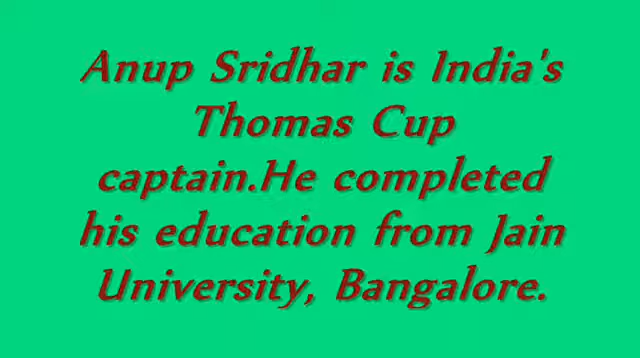 Anup Sridhar is India's
Thomas Cup
captain.He completed
his education from Jain
University, Bangalore.